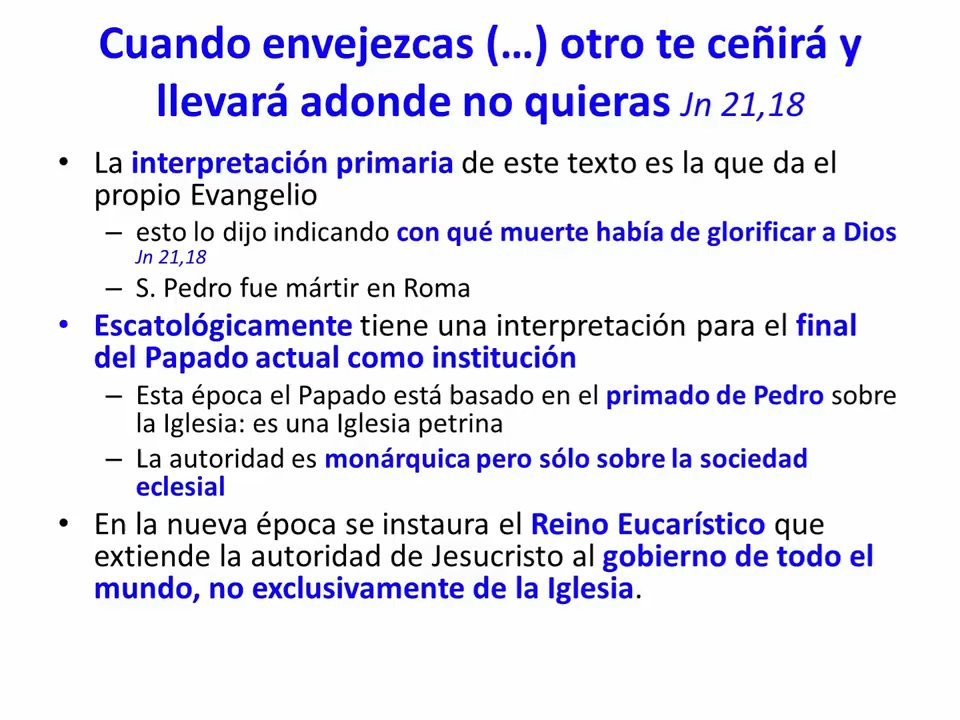 Cuando envejezcas (…) otro te ceñirá y
llevará adonde no quieras Jn 21,18
• La interpretación primaria de este texto es la que da el
propio Evangelio
– esto lo dijo indicando con qué muerte había de glorificar a Dios
Jn 21,18
– S. Pedro fue mártir en Roma
• Escatológicamente tiene una interpretación para el final
del Papado actual como institución
– Esta época el Papado está basado en el primado de Pedro sobre
la Iglesia: es una Iglesia petrina
– La autoridad es monárquica pero sólo sobre la sociedad
eclesial
• En la nueva época se instaura el Reino Eucarístico que
extiende la autoridad de Jesucristo al gobierno de todo el
mundo, no exclusivamente de la Iglesia.